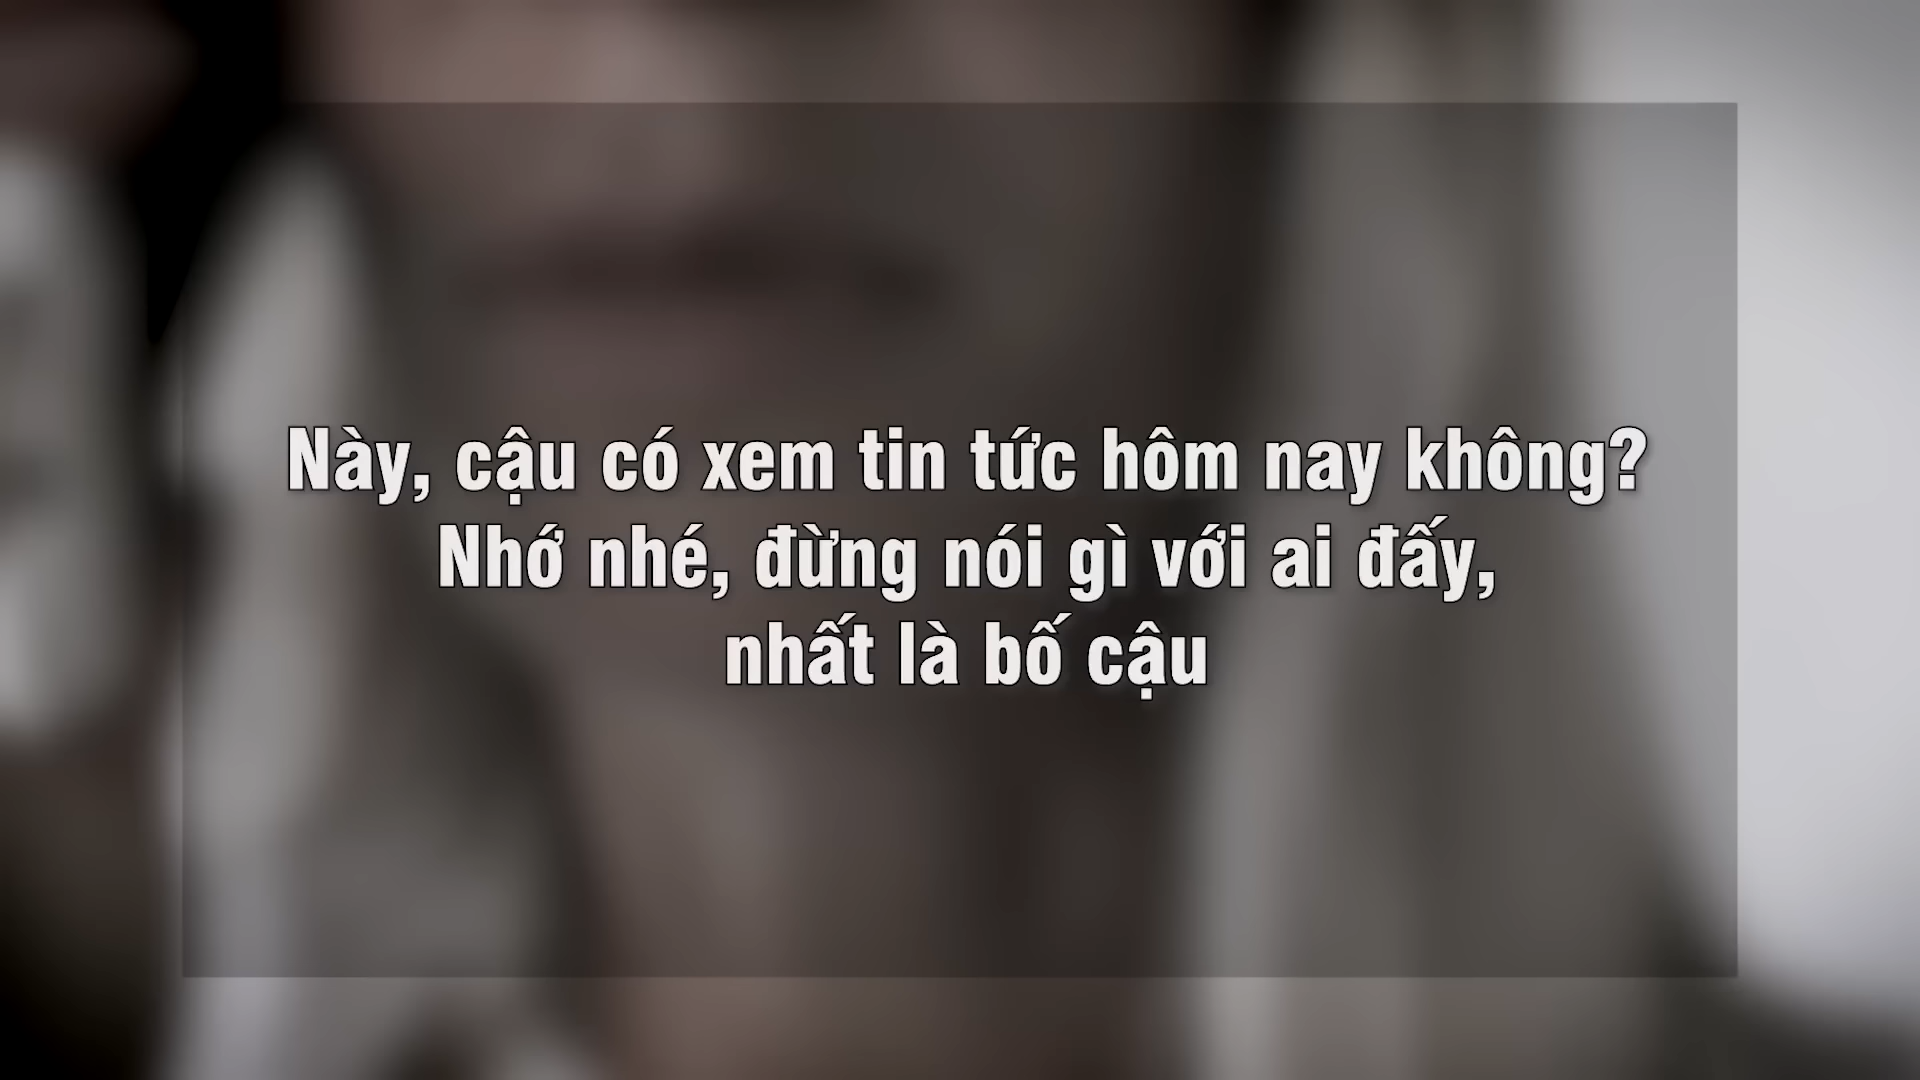 Này, cậu có xem tin tức hôm nay không?
Nhớ nhé, đừng nói gì với ai đấy,
nhất là bố cậu